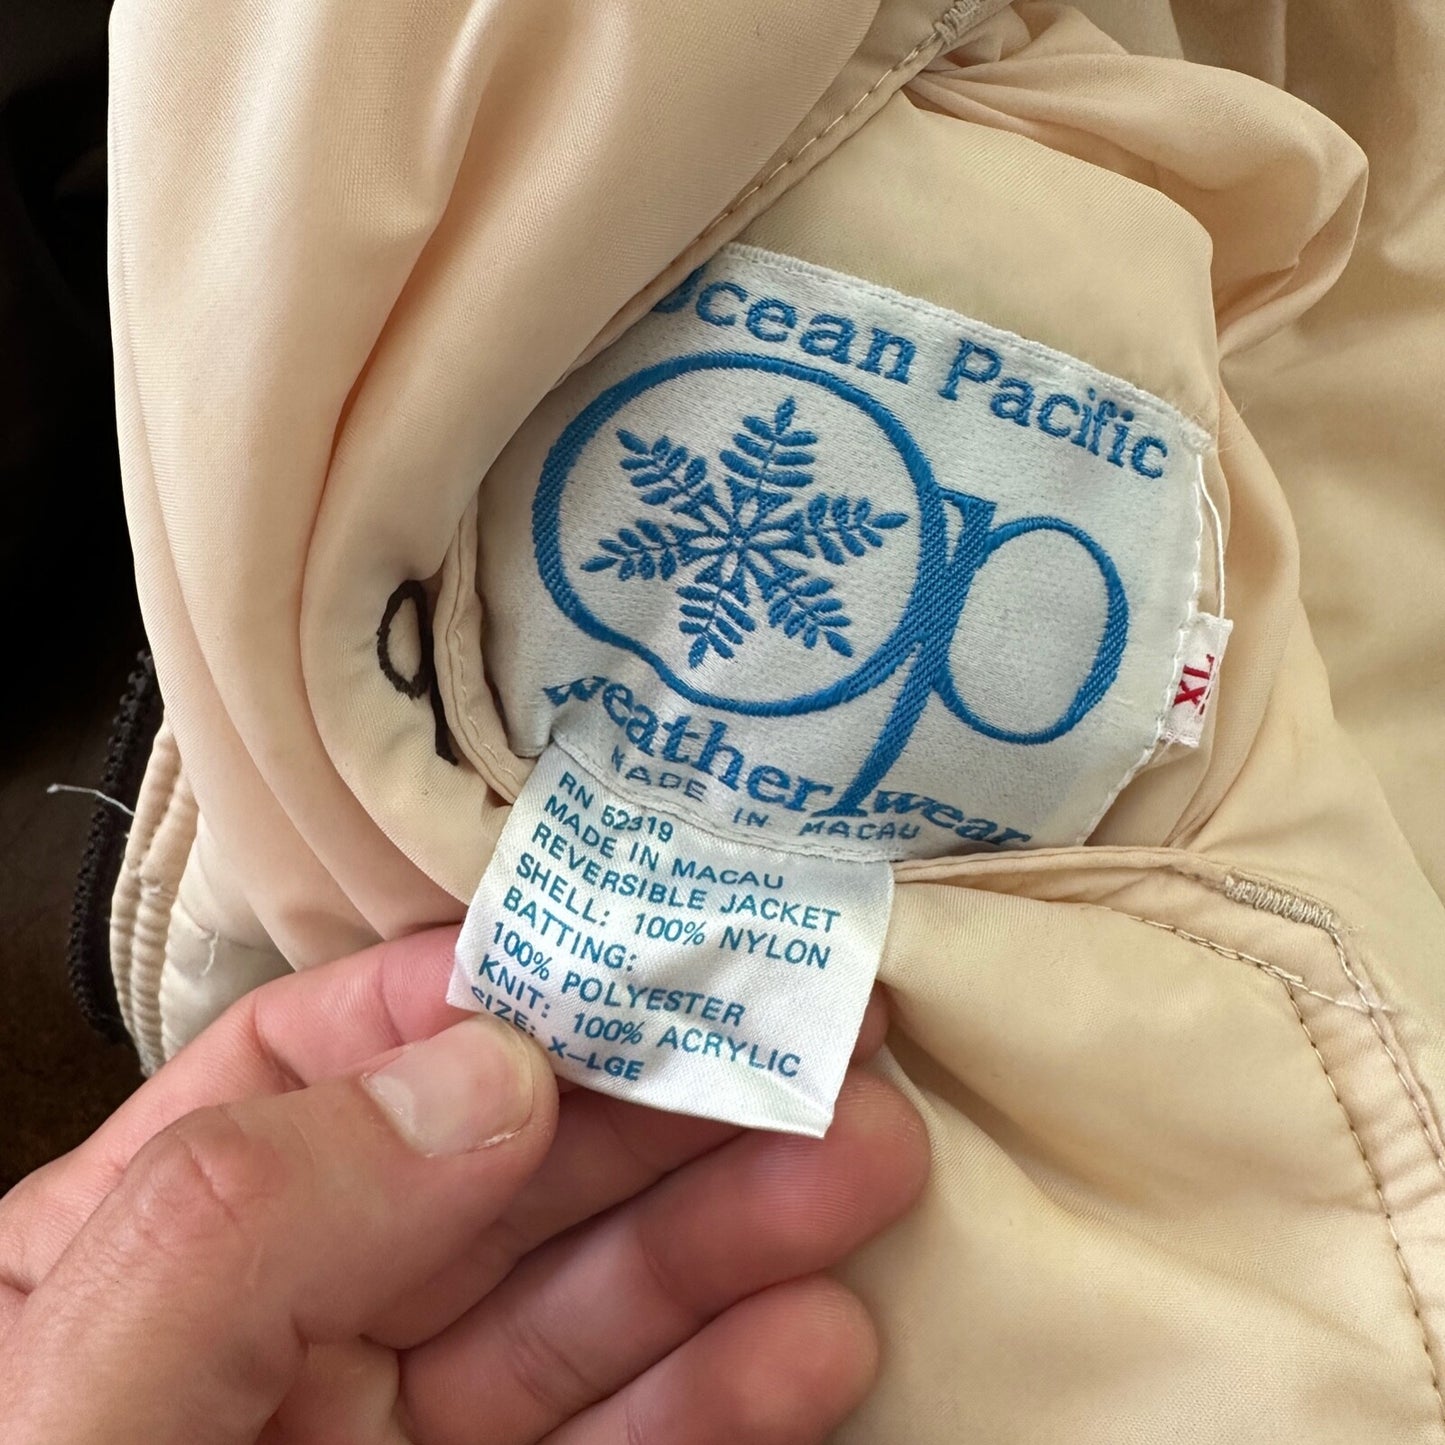 Ocean Pacific
op
weather wear
MADE IN MACAU
XL
RN 52319
MADE IN MACAU
REVERSIBLE JACKET
SHELL: 100% NYLON
BATTING:
100% POLYESTER
KNIT: 100% ACRYLIC
SIZE: X-LGE